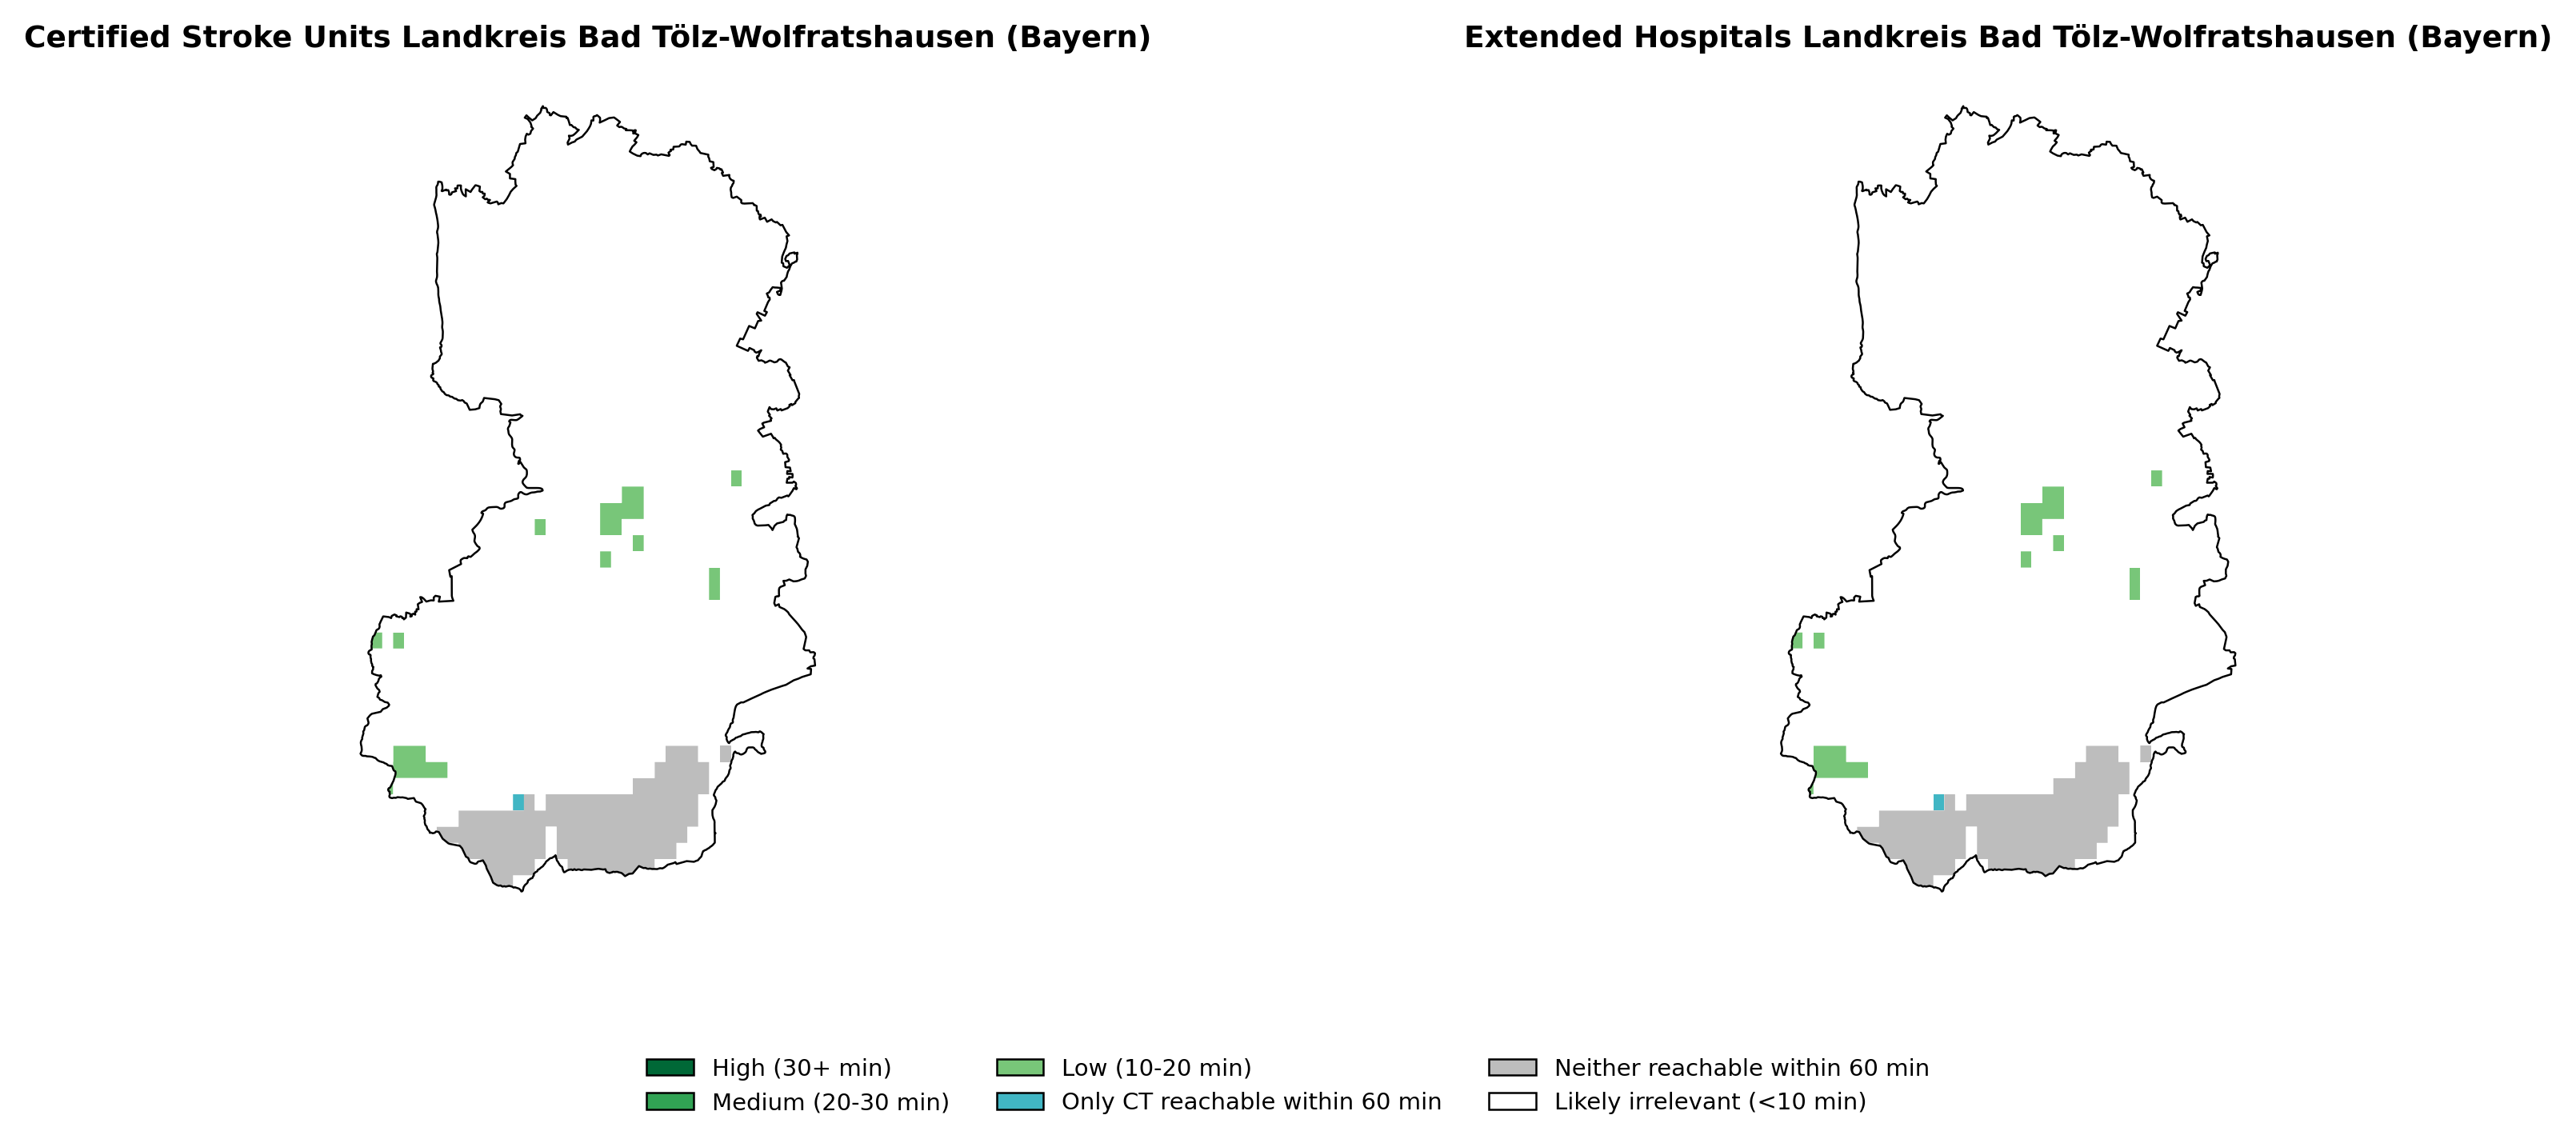 Certified Stroke Units Landkreis Bad Tölz-Wolfratshausen (Bayern)
Extended Hospitals Landkreis Bad Tölz-Wolfratshausen (Bayern)
High (30+ min)
Medium (20-30 min)
Low (10-20 min)
Only CT reachable within 60 min
Neither reachable within 60 min
Likely irrelevant (<10 min)